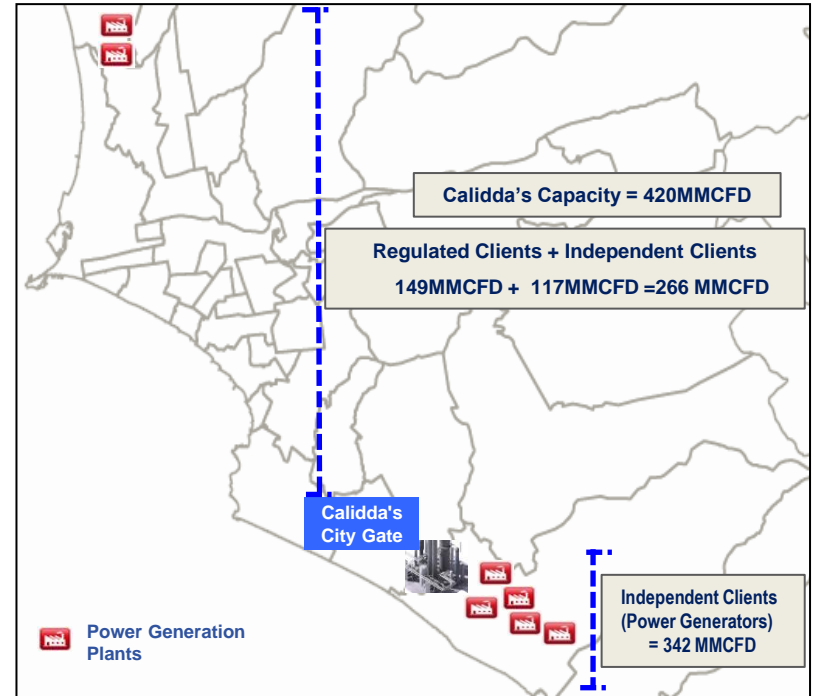 Calidda’s Capacity = 420MMCFD
Regulated Clients + Independent Clients
149MMCFD + 117MMCFD =266 MMCFD
Calidda's
City Gate
Independent Clients
(Power Generators)
= 342 MMCFD
Power Generation
Plants